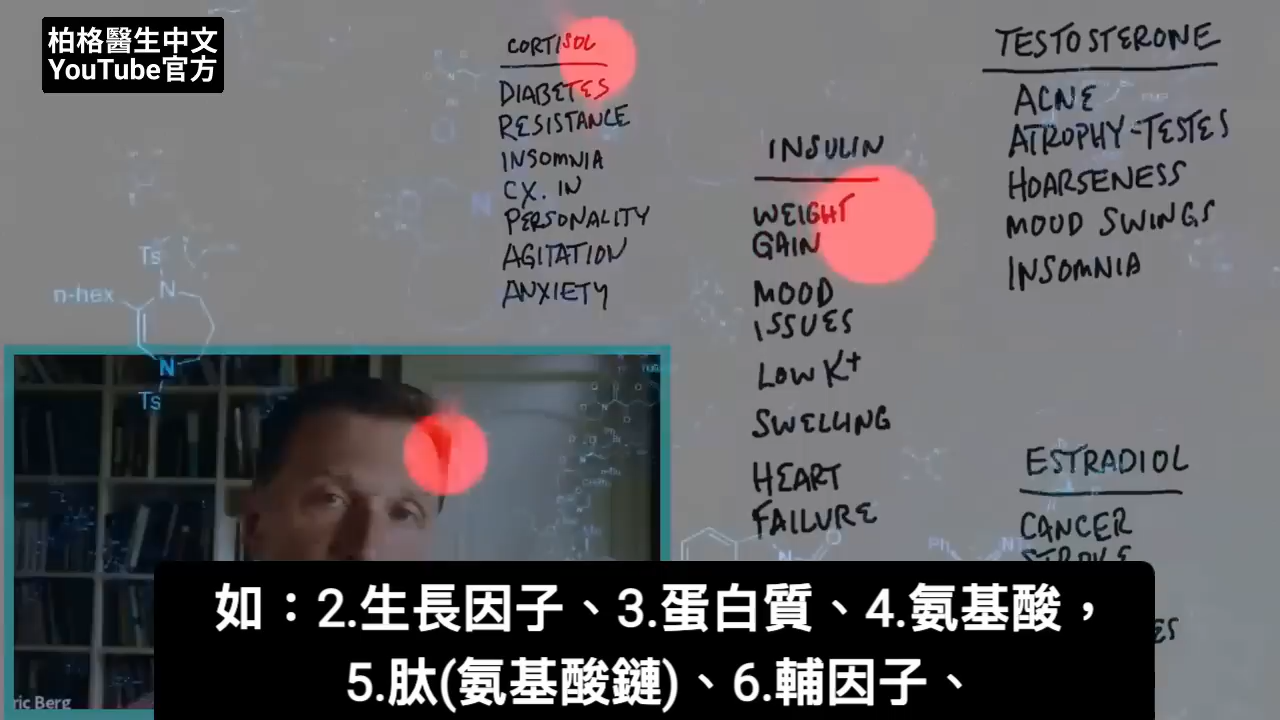 柏格醫生中文
YouTube官方
CORTISOL
DIABETES
RESISTANCE
INSOMNIA
CX. IN
PERSONALITY
AGITATION
ANXIETY
INSULIN
WEIGHT
GAIN
MOOD
ISSUES
LOW K+
SWELLING
HEART
FAILURE
TESTOSTERONE
ACNE
ATROPHY-TESTES
HOARSENESS
MOOD SWINGS
INSOMNIA
ESTRADIOL
CANCER
STROKE
Ts
n-hex
N
N
Ts
Ph
ric Berg
如：2.生長因子、3.蛋白質、4.氨基酸，
5.肽(氨基酸鏈)、6.輔因子、